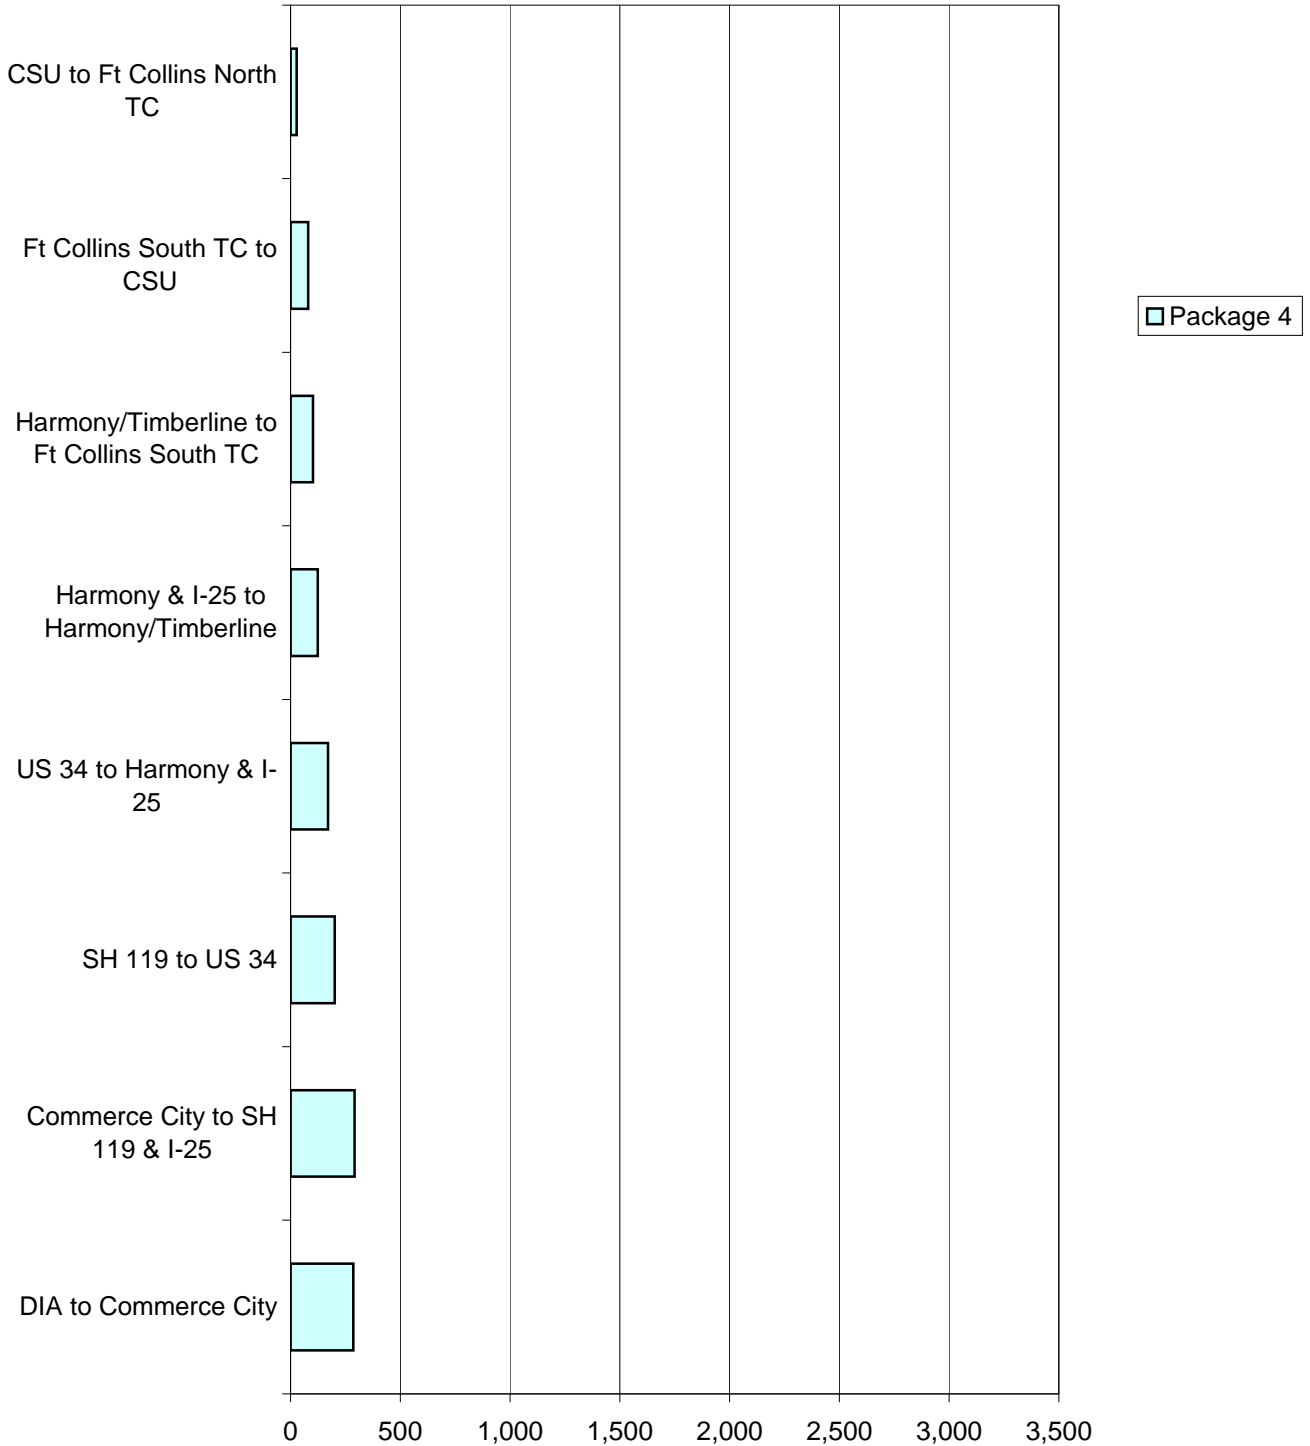 CSU to Ft Collins North
TC
Ft Collins South TC to
CSU
Harmony/Timberline to
Ft Collins South TC
Harmony & I-25 to
Harmony/Timberline
US 34 to Harmony & I-
25
SH 119 to US 34
Commerce City to SH
119 & I-25
DIA to Commerce City
0 500 1,000 1,500 2,000 2,500 3,000 3,500
Package 4